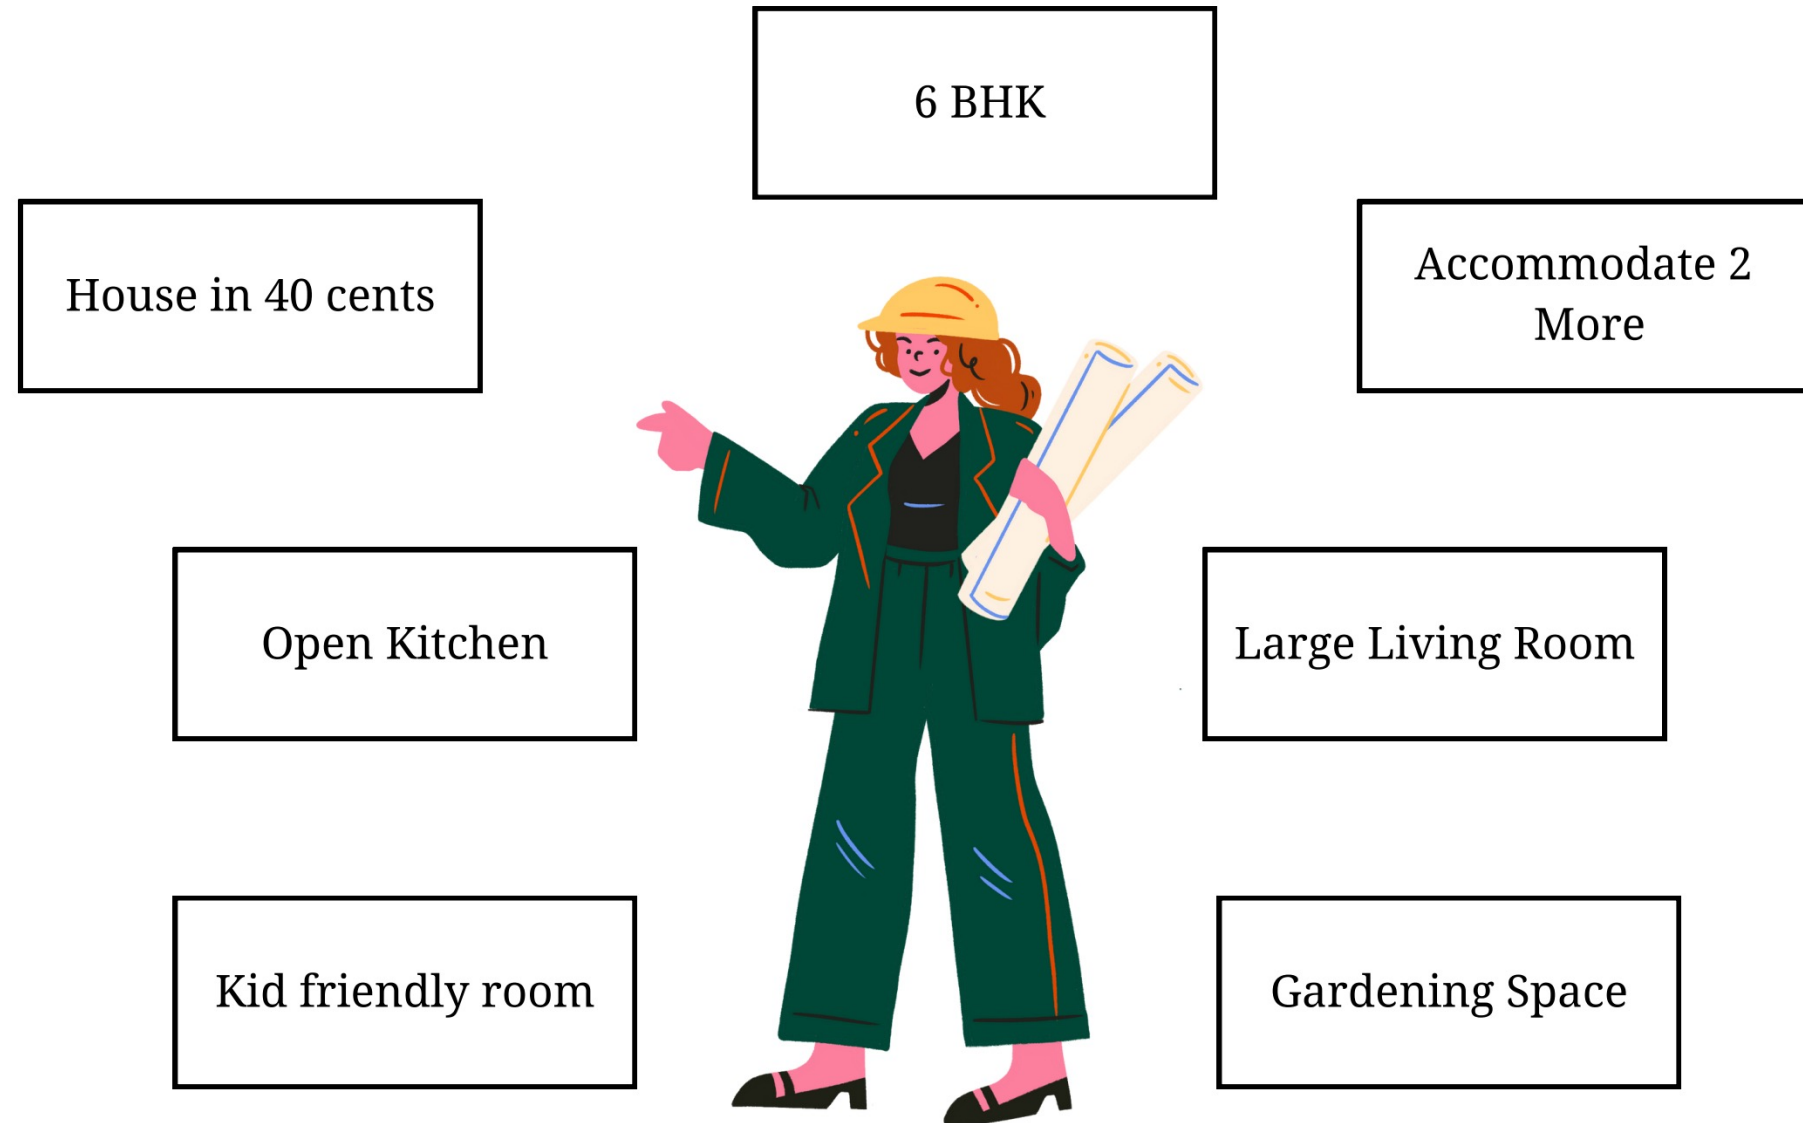 6 BHK
House in 40 cents
Accommodate 2
More
Open Kitchen
Large Living Room
Kid friendly room
Gardening Space